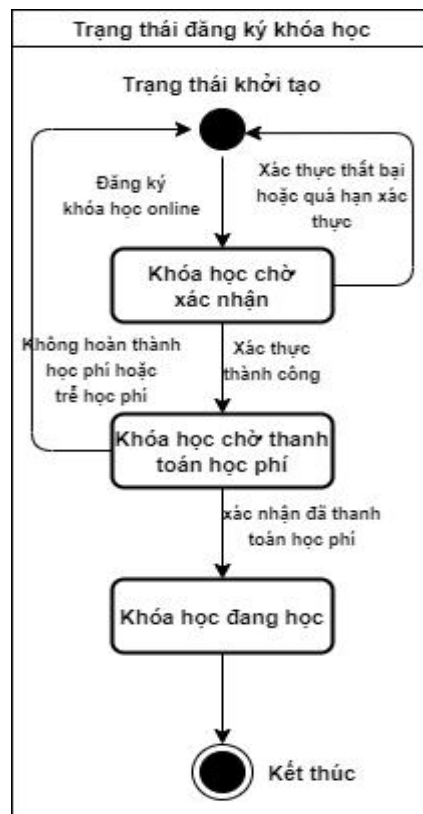 Trạng thái đăng ký khóa học
Trạng thái khởi tạo
Đăng ký
khóa học online
Xác thực thất bại
hoặc quá hạn xác
thực
Khóa học chờ
xác nhận
Không hoàn thành
học phí hoặc
trễ học phí
Xác thực
thành công
Khóa học chờ thanh
toán học phí
xác nhận đã thanh
toán học phí
Khóa học đang học
Kết thúc